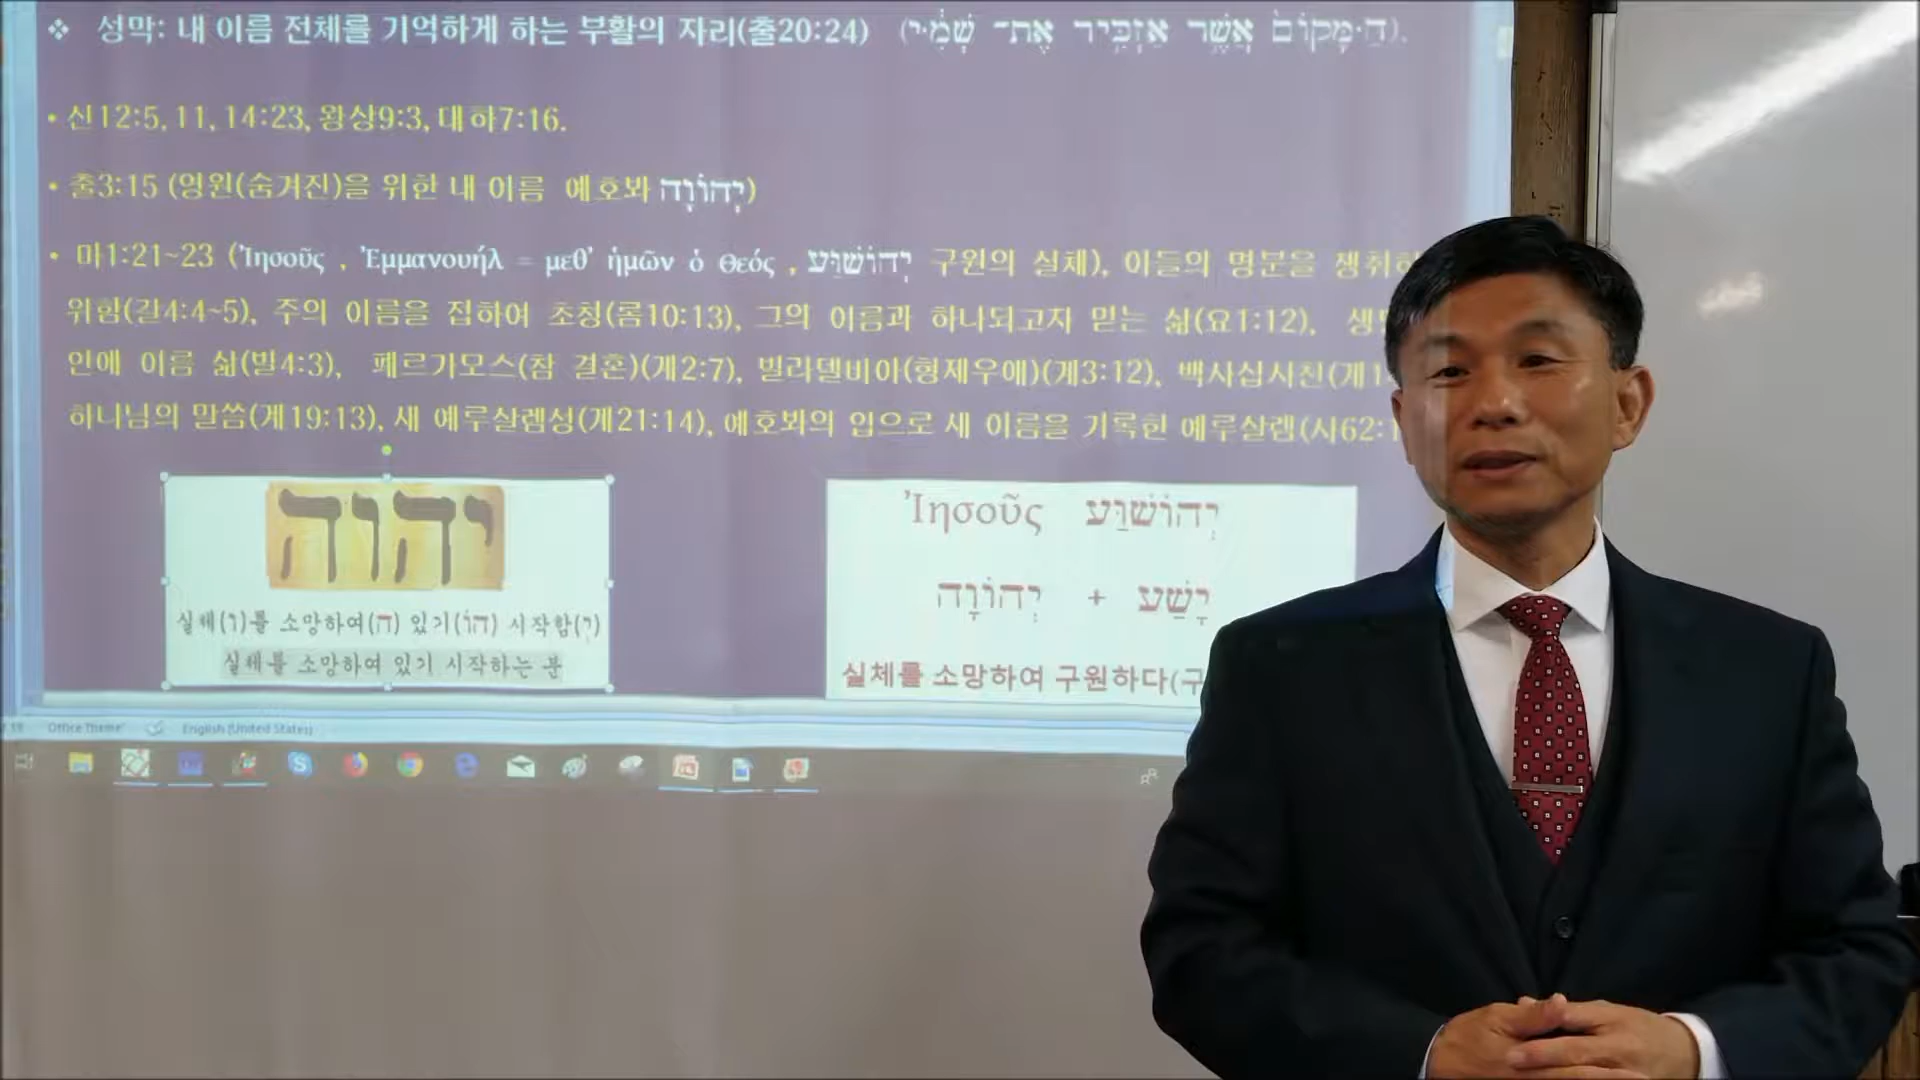 ❖ 성막: 내 이름 전체를 기억하게 하는 부활의 자리(출20:24) (הַ·מָּקוֹם֙ אֲשֶׁ֣ר אַזְכִּ֣יר אֶת־ שְׁמִ֔·י).
• 신12:5, 11, 14:23, 왕상9:3, 대하7:16.
• 출3:15 (영원(숨겨진)을 위한 내 이름 예호봐 יְהוֹוָה)
• 마1:21~23 (Ἰησοῦς , Ἐμμανουήλ = μεθ’ ἡμῶν ὁ θεός , יְהוֹשׁוּעַ 구원의 실체), 이들의 명분을 쟁취하
위함(갈4:4~5), 주의 이름을 집하여 초청(롬10:13), 그의 이름과 하나되고자 믿는 삶(요1:12),
인에 이름 삶(빌4:3), 페르가모스(참 결혼)(계2:7), 빌라델비아(형제우애)(계3:12), 백사십사천(계1
하나님의 말씀(계19:13), 새 예루살렘성(계21:14), 예호봐의 입으로 새 이름을 기록한 예루살렘(사62:
יהוה
실체(ו)를 소망하여(ה) 있기(הוֹ) 시작함(יְ)
실체를 소망하여 있기 시작하는 분
Ἰησοῦς יְהוֹשׁוּעַ
יְהוֹוָה + יָשַׁע
실체를 소망하여 구원하다(구
Office Theme English (United States)